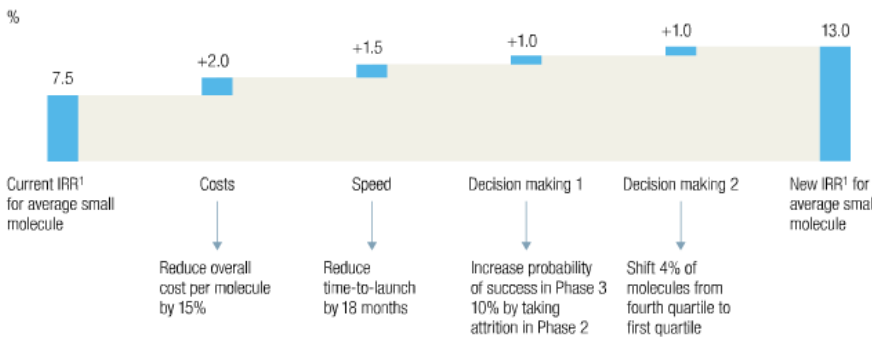 %
7.5
+2.0
+1.5
+1.0
+1.0
13.0
Current IRR¹
for average small
molecule
Costs
Speed
Decision making 1
Decision making 2
New IRR¹ for
average smal
molecule
Reduce overall
cost per molecule
by 15%
Reduce
time-to-launch
by 18 months
Increase probability
of success in Phase 3
10% by taking
attrition in Phase 2
Shift 4% of
molecules from
fourth quartile to
first quartile